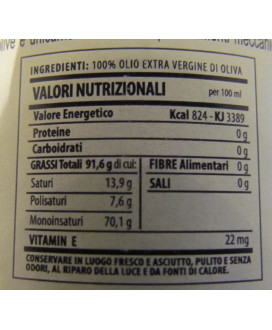 INGREDIENTI: 100% OLIO EXTRA VERGINE DI OLIVA
VALORI NUTRIZIONALI per 100 ml
Valore Energetico Kcal 824 - KJ 3389
Proteine 0 g
Carboidrati 0 g
GRASSI Totali 91,6 g di cui:
Saturi 13,9 g
Polisaturi 7,6 g
Monoinsaturi 70,1 g
FIBRE Alimentari 0 g
SALI 0 g
VITAMIN E 22 mg
CONSERVARE IN LUOGO FRESCO E ASCIUTTO, PULITO E SENZA
ODORI, AL RIPARO DELLA LUCE E DA FONTI DI CALORE.